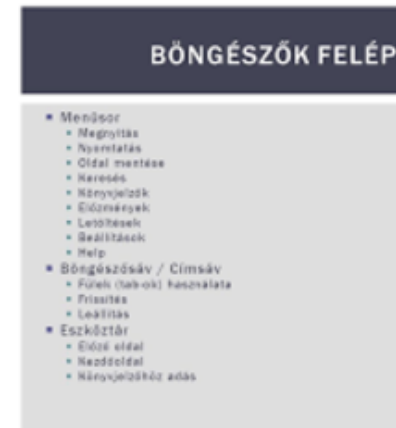 BÖNGÉSZŐK FELÉP
Menüsor
Megnyitás
Nyomtatás
Oldal mentése
Keresés
Könyvjelzők
Előzmények
Letöltések
Beállítások
Help
Böngészősáv / Címsáv
Fülek (tab-ok) használata
Frissítés
Leállítás
Eszköztár
Előző oldal
Kezdőoldal
Könyvjelzőhöz adás